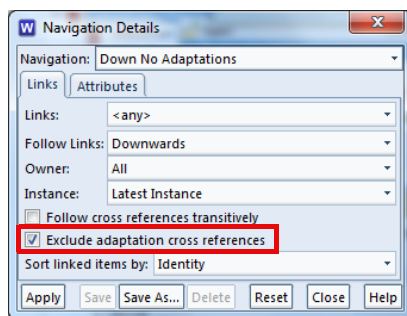 W Navigation Details X
Navigation: Down No Adaptations
Links Attributes
Links: <any>
Follow Links: Downwards
Owner: All
Instance: Latest Instance
Follow cross references transitively
Exclude adaptation cross references
Sort linked items by: Identity
Apply Save Save As... Delete Reset Close Help